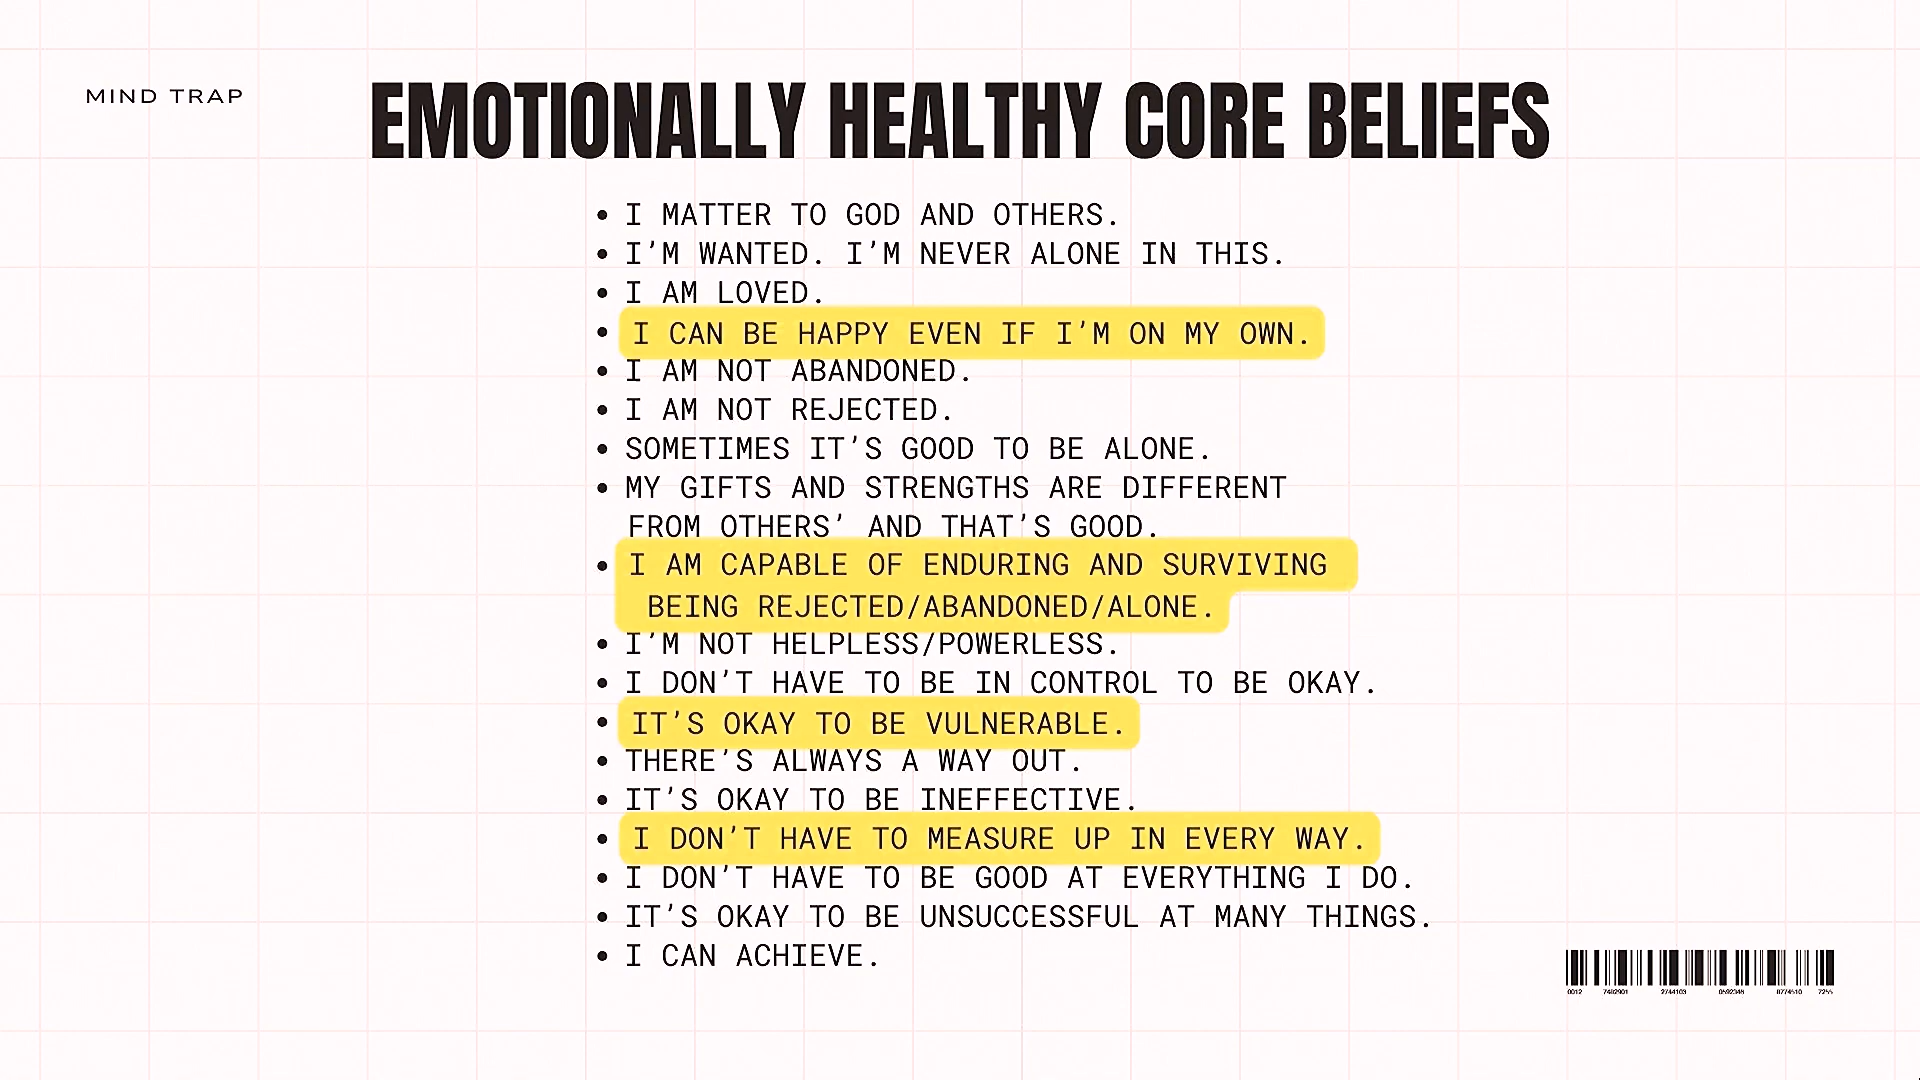 MIND TRAP
EMOTIONALLY HEALTHY CORE BELIEFS
• I MATTER TO GOD AND OTHERS.
• I'M WANTED. I'M NEVER ALONE IN THIS.
• I AM LOVED.
• I CAN BE HAPPY EVEN IF I'M ON MY OWN.
• I AM NOT ABANDONED.
• I AM NOT REJECTED.
• SOMETIMES IT'S GOOD TO BE ALONE.
• MY GIFTS AND STRENGTHS ARE DIFFERENT
FROM OTHERS' AND THAT'S GOOD.
• I AM CAPABLE OF ENDURING AND SURVIVING
BEING REJECTED/ABANDONED/ALONE.
• I'M NOT HELPLESS/POWERLESS.
• I DON'T HAVE TO BE IN CONTROL TO BE OKAY.
• IT'S OKAY TO BE VULNERABLE.
• THERE'S ALWAYS A WAY OUT.
• IT'S OKAY TO BE INEFFECTIVE.
• I DON'T HAVE TO MEASURE UP IN EVERY WAY.
• I DON'T HAVE TO BE GOOD AT EVERYTHING I DO.
• IT'S OKAY TO BE UNSUCCESSFUL AT MANY THINGS.
• I CAN ACHIEVE.
0012 2744103